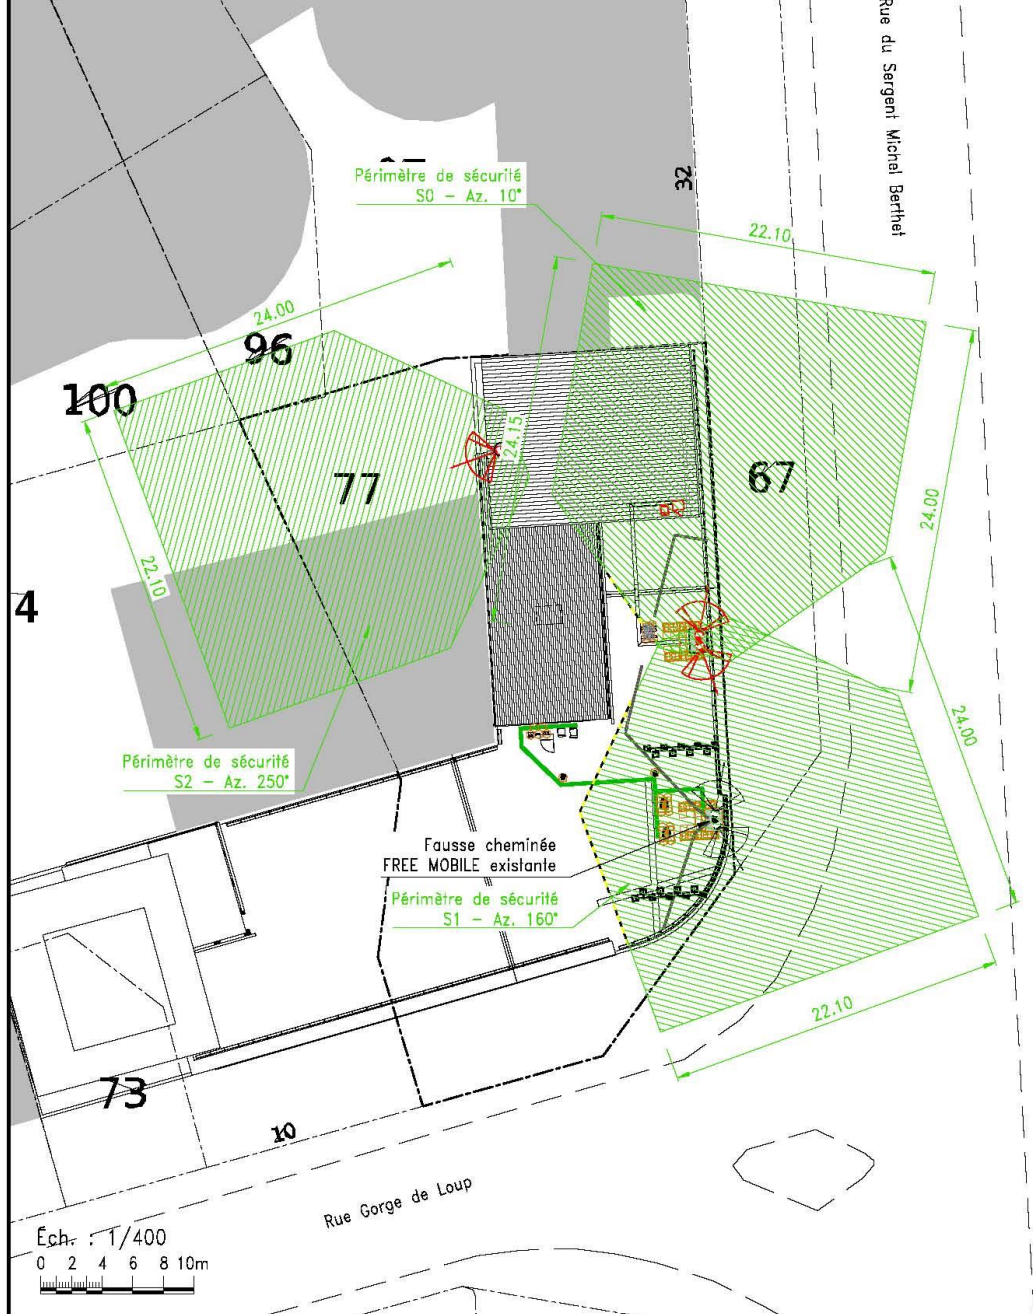 Rue du Sergent Michel Berthet
32
Périmètre de sécurité
S0 - Az. 10°
22.10
24.00
96
100
24.15
77
67
24.00
22.10
4
24.00
Périmètre de sécurité
S2 - Az. 250°
Fausse cheminée
FREE MOBILE existante
Périmètre de sécurité
S1 - Az. 160°
22.10
73
10
Rue Gorge de Loup
Éch. : 1/400
0 2 4 6 8 10m